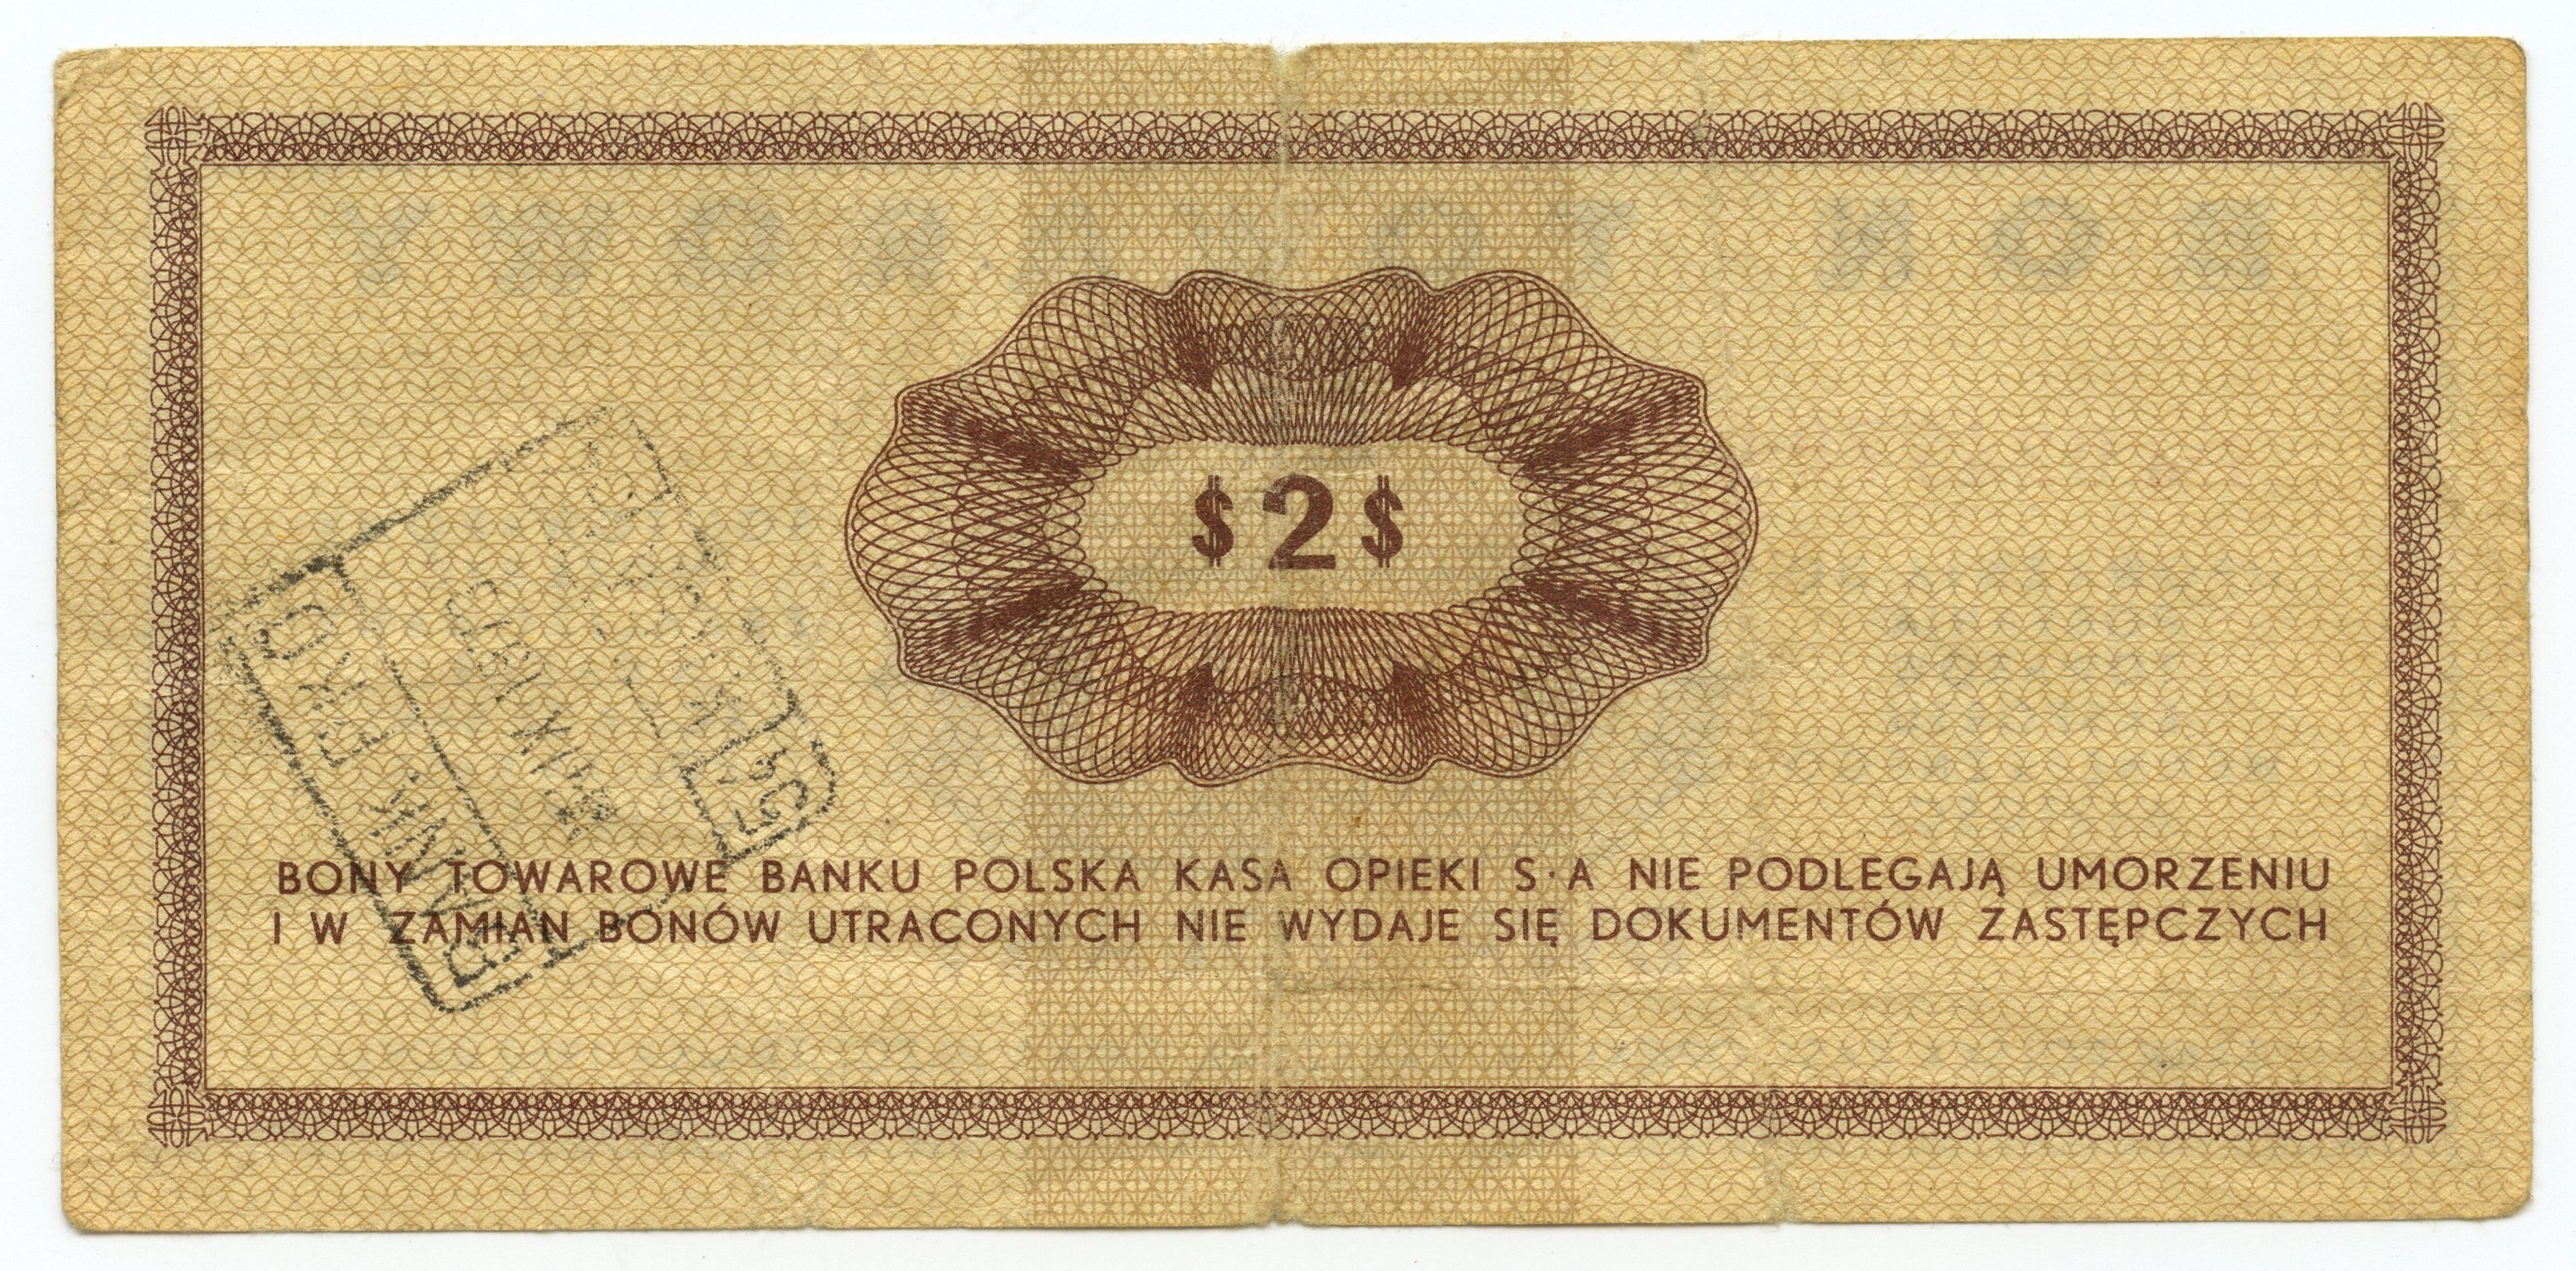 $ 2 $
BONY TOWAROWE BANKU POLSKA KASA OPIEKI S·A NIE PODLEGAJĄ UMORZENIU
I W ZAMIAN BONÓW UTRACONYCH NIE WYDAJE SIĘ DOKUMENTÓW ZASTĘPCZYCH